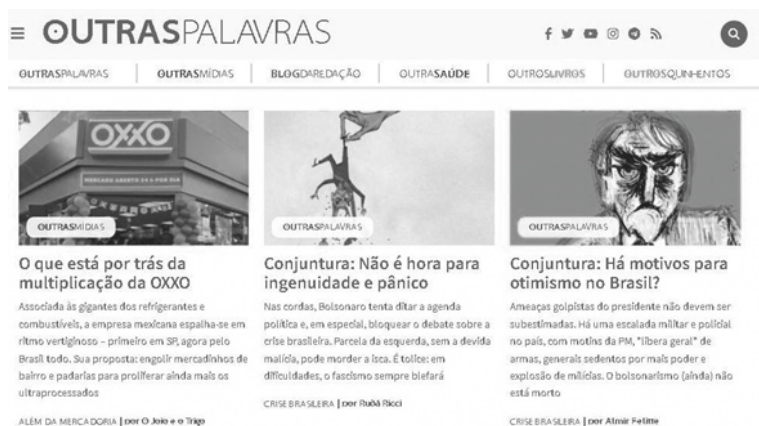 OUTRASPALAVRAS
OUTRASPALAVRAS
OUTRASMÍDIAS
BLOGDAREDAÇÃO
OUTRASAÚDE
OUTROSLIVROS
OUTROSQUINHENTOS
OXXO
MERCADO ABERTO 24 H POR DIA
OUTRASMÍDIAS
O que está por trás da
multiplicação da OXXO
Associada às gigantes dos refrigerantes e
combustíveis, a empresa mexicana espalha-se em
ritmo vertiginoso – primeiro em SP, agora pelo
Brasil todo. Sua proposta: engolir mercadinhos de
bairro e padarias para proliferar ainda mais os
ultraprocessados
ALÉM DA MERCADORIA | por O Joio e o Trigo
OUTRASPALAVRAS
Conjuntura: Não é hora para
ingenuidade e pânico
Nas cordas, Bolsonaro tenta ditar a agenda
política e, em especial, bloquear o debate sobre a
crise brasileira. Parcela da esquerda, sem a devida
malícia, pode morder a isca. É tolice: em
dificuldades, o fascismo sempre blefará
CRISE BRASILEIRA | por Rudá Ricci
OUTRASPALAVRAS
Conjuntura: Há motivos para
otimismo no Brasil?
Ameaças golpistas do presidente não devem ser
subestimadas. Há uma escalada militar e policial
no país, com motins da PM, "libera geral" de
armas, generais sedentos por mais poder e
explosão de milícias. O bolsonarismo (ainda) não
está morto
CRISE BRASILEIRA | por Almir Felitte